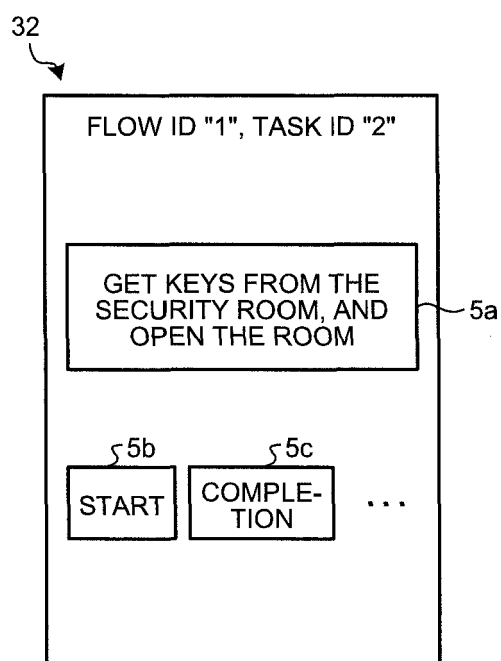 32
FLOW ID "1", TASK ID "2"
GET KEYS FROM THE
SECURITY ROOM, AND
OPEN THE ROOM
5a
5b
5c
START
COMPLE-
TION
...